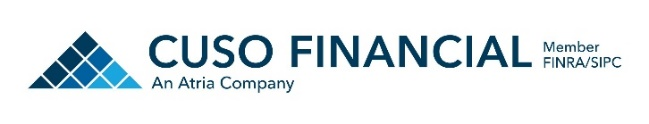 CUSO FINANCIAL
Member
FINRA/SIPC
An Atria Company